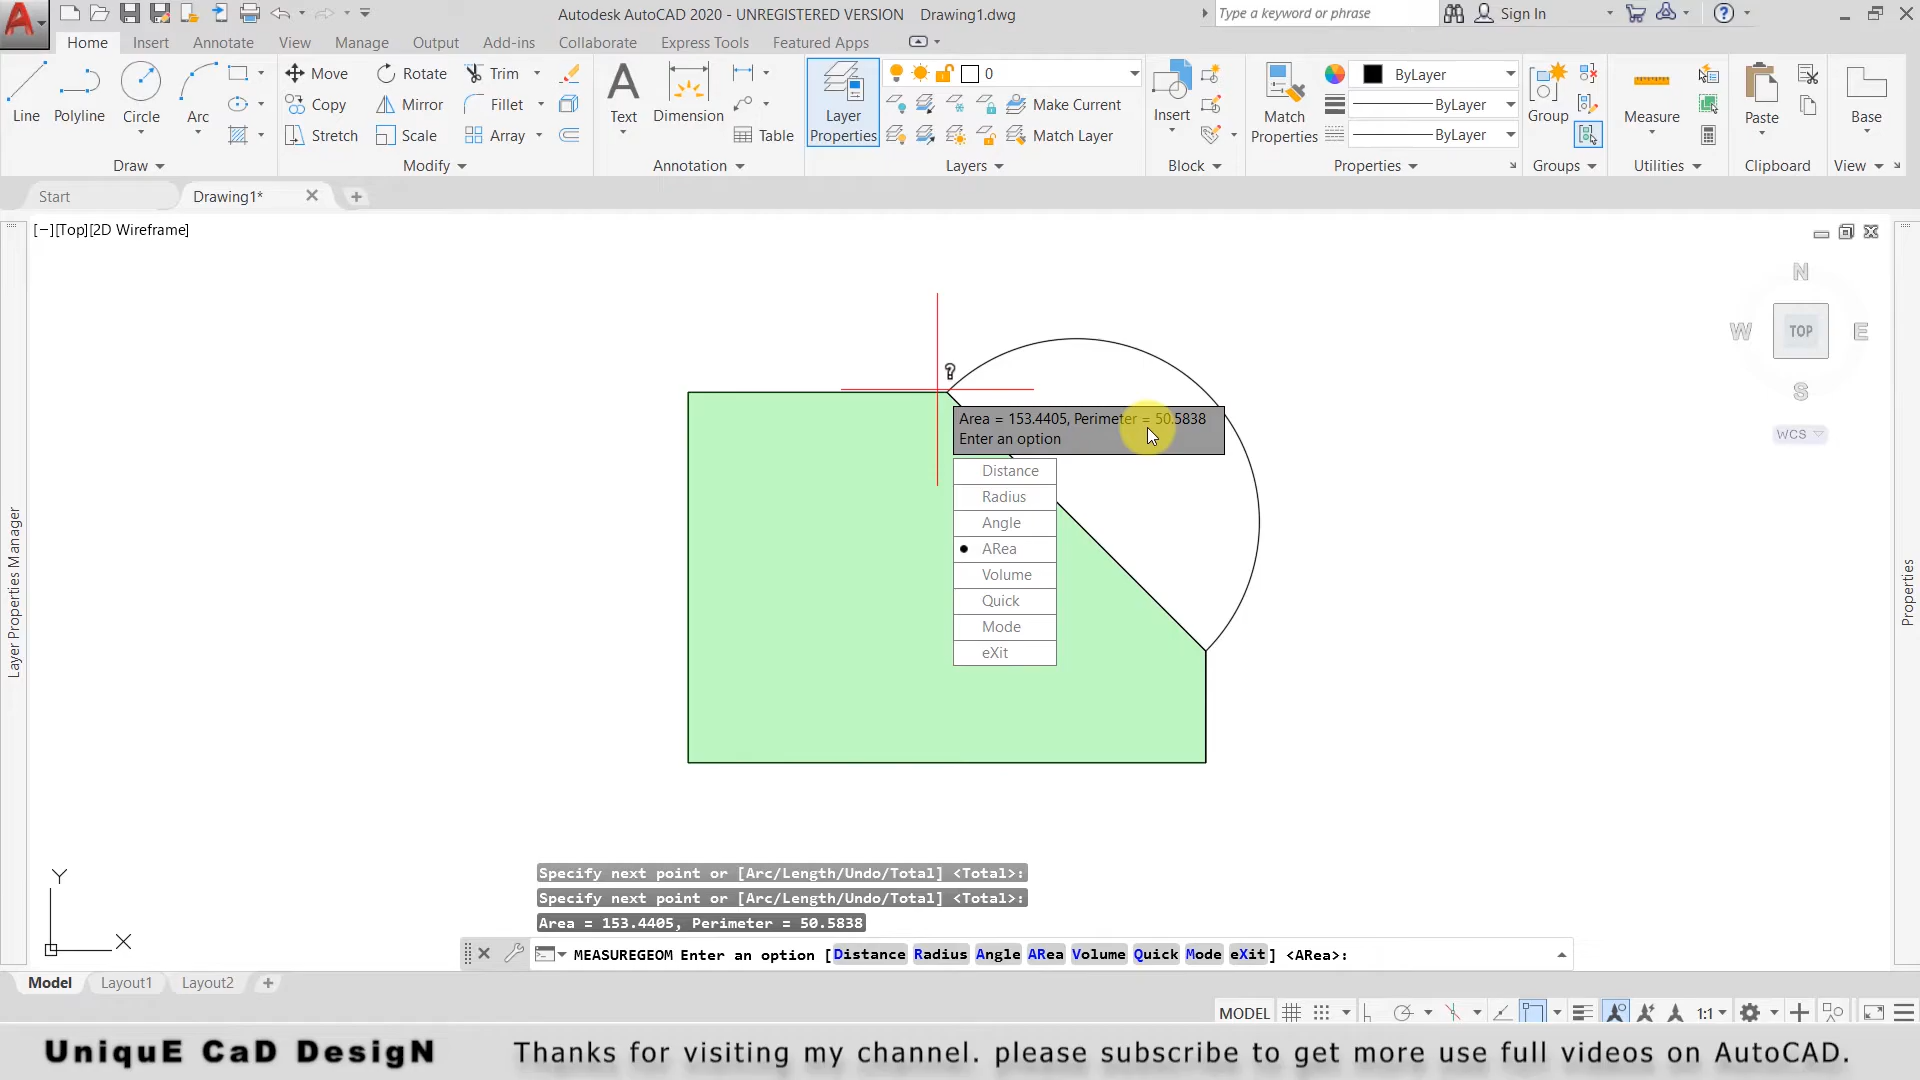 Autodesk AutoCAD 2020 - UNREGISTERED VERSION Drawing1.dwg
Type a keyword or phrase
Sign In
Home Insert Annotate View Manage Output Add-ins Collaborate Express Tools Featured Apps
Line Polyline Circle Arc
Move Rotate Trim
Copy Mirror Fillet
Stretch Scale Array
Text Dimension
Table
Layer Properties
0
Make Current
Match Layer
Insert
Match Properties
ByLayer
ByLayer
ByLayer
Group
Measure
Paste
Base
Draw Modify Annotation Layers Block Properties Groups Utilities Clipboard View
Start Drawing1*
[−][Top][2D Wireframe]
N
W TOP E
S
WCS
Layer Properties Manager
Properties
?
Area = 153.4405, Perimeter = 50.5838
Enter an option
Distance
Radius
Angle
ARea
Volume
Quick
Mode
eXit
Y
X
Specify next point or [Arc/Length/Undo/Total] <Total>:
Specify next point or [Arc/Length/Undo/Total] <Total>:
Area = 153.4405, Perimeter = 50.5838
MEASUREGEOM Enter an option [Distance Radius Angle ARea Volume Quick Mode eXit] <ARea>:
Model Layout1 Layout2
MODEL
1:1
UniquE CaD DesigN
Thanks for visiting my channel. please subscribe to get more use full videos on AutoCAD.